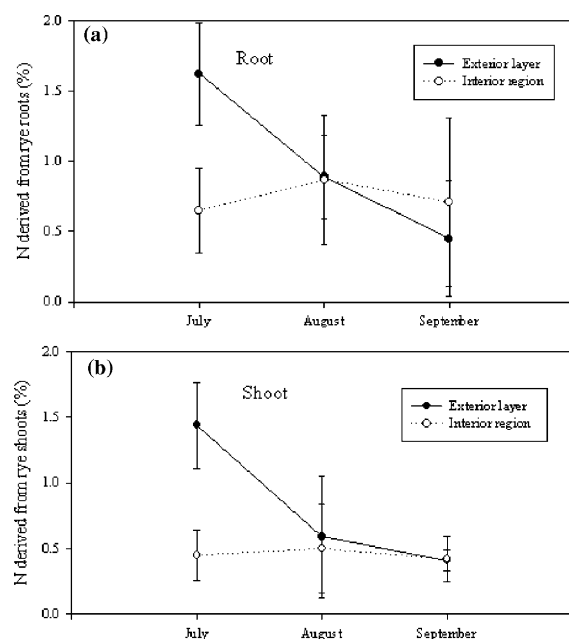 (a)
Root
Exterior layer
Interior region
N derived from rye roots (%)
2.0
1.5
1.0
0.5
0.0
July
August
September
(b)
Shoot
Exterior layer
Interior region
N derived from rye shoots (%)
2.0
1.5
1.0
0.5
0.0
July
August
September